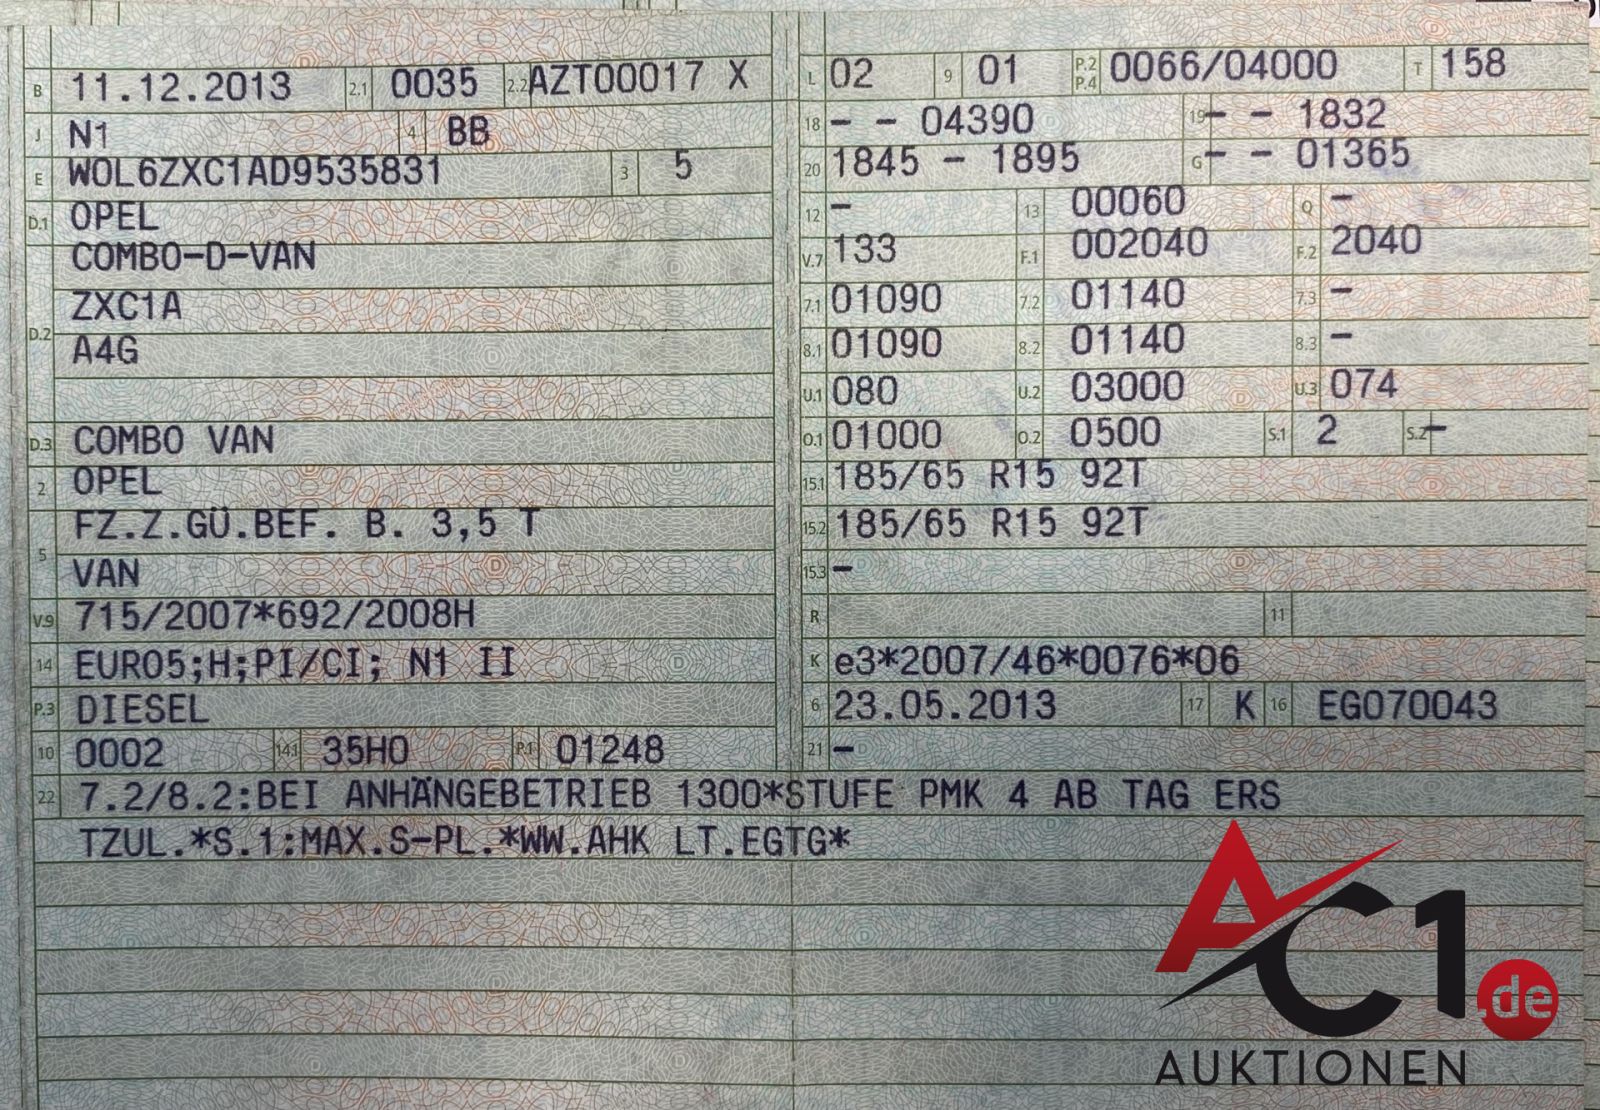 B 11.12.2013 2.1 0035 2.2 AZT00017 X
J N1 4 BB
E W0L6ZXC1AD9535831 3 5
D.1 OPEL
COMBO-D-VAN
ZXC1A
D.2
A4G
D.3 COMBO VAN
2 OPEL
FZ.Z.GÜ.BEF. B. 3,5 T
5
VAN
V.9 715/2007*692/2008H
14 EURO5;H;PI/CI; N1 II
P.3 DIESEL
10 0002 14.1 35H0 P.1 01248
L 02 9 01 P.2 P.4 0066/04000 T 158
18 - - 04390 19 - - 1832
20 1845 - 1895 G - - 01365
12 - 13 00060 Q -
V.7 133 F.1 002040 F.2 2040
7.1 01090 7.2 01140 7.3 -
8.1 01090 8.2 01140 8.3 -
U.1 080 U.2 03000 U.3 074
O.1 01000 O.2 0500 S.1 2 S.2 -
15.1 185/65 R15 92T
15.2 185/65 R15 92T
15.3 -
R 11
K e3*2007/46*0076*06
6 23.05.2013 17 K 16 EG070043
21 -
22 7.2/8.2:BEI ANHÄNGEBETRIEB 1300*STUFE PMK 4 AB TAG ERS
TZUL.*S.1:MAX.S-PL.*WW.AHK LT.EGTG*
AC1.de
AUKTIONEN